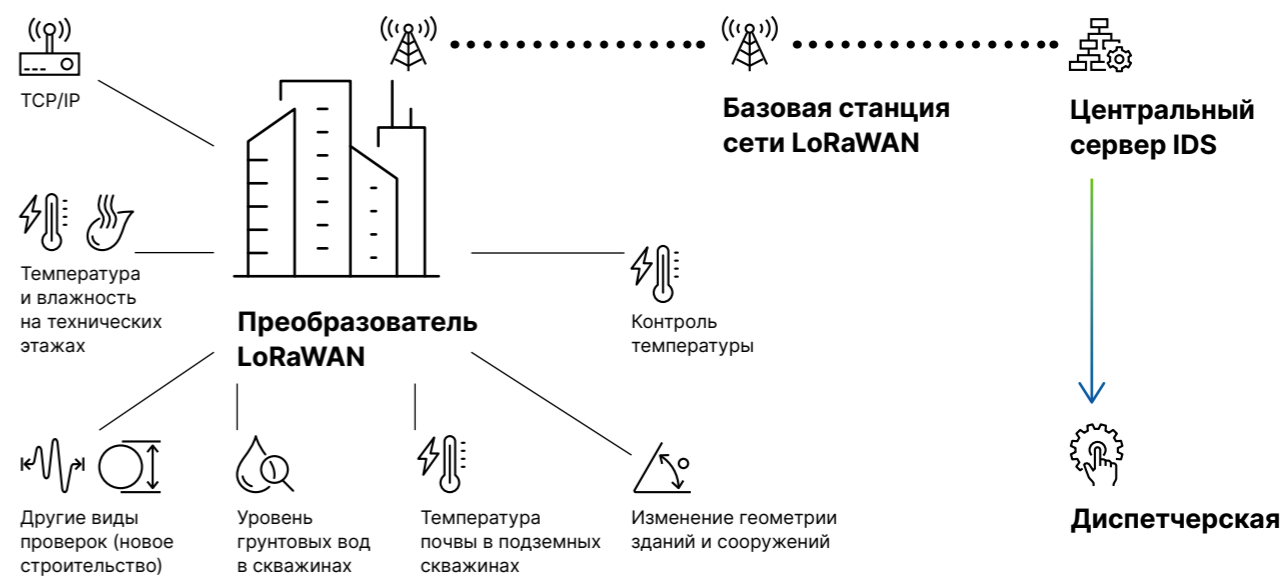 TCP/IP
Базовая станция
сети LoRaWAN
Центральный
сервер IDS
Температура
и влажность
на технических
этажах
Преобразователь
LoRaWAN
Контроль
температуры
Другие виды
проверок (новое
строительство)
Уровень
грунтовых вод
в скважинах
Температура
почвы в подземных
скважинах
Изменение геометрии
зданий и сооружений
Диспетчерская